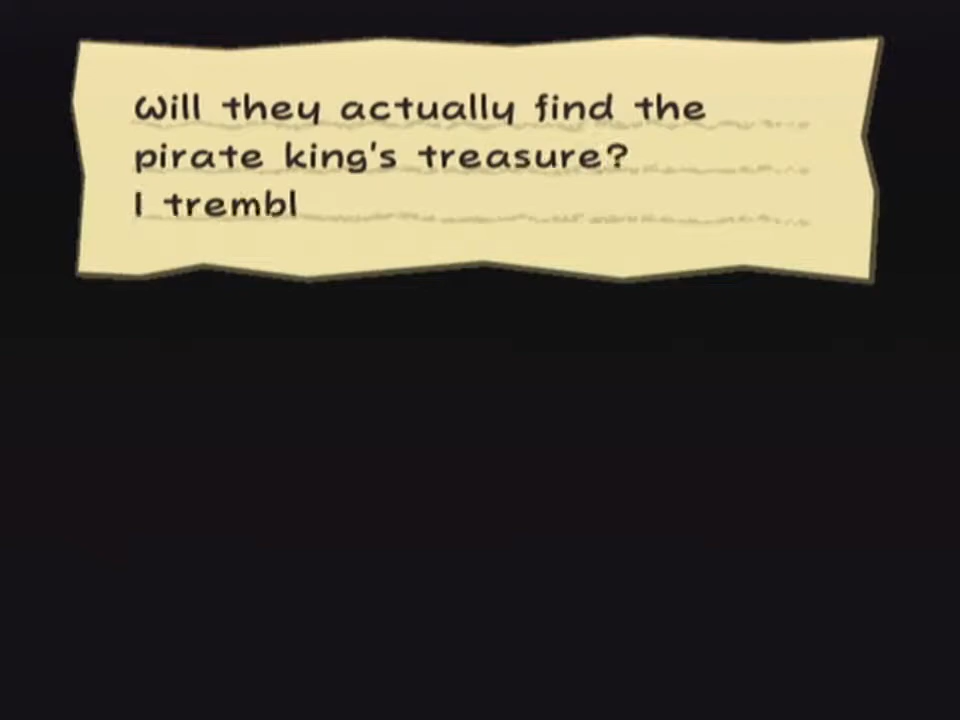 Will they actually find the
pirate king's treasure?
I trembl